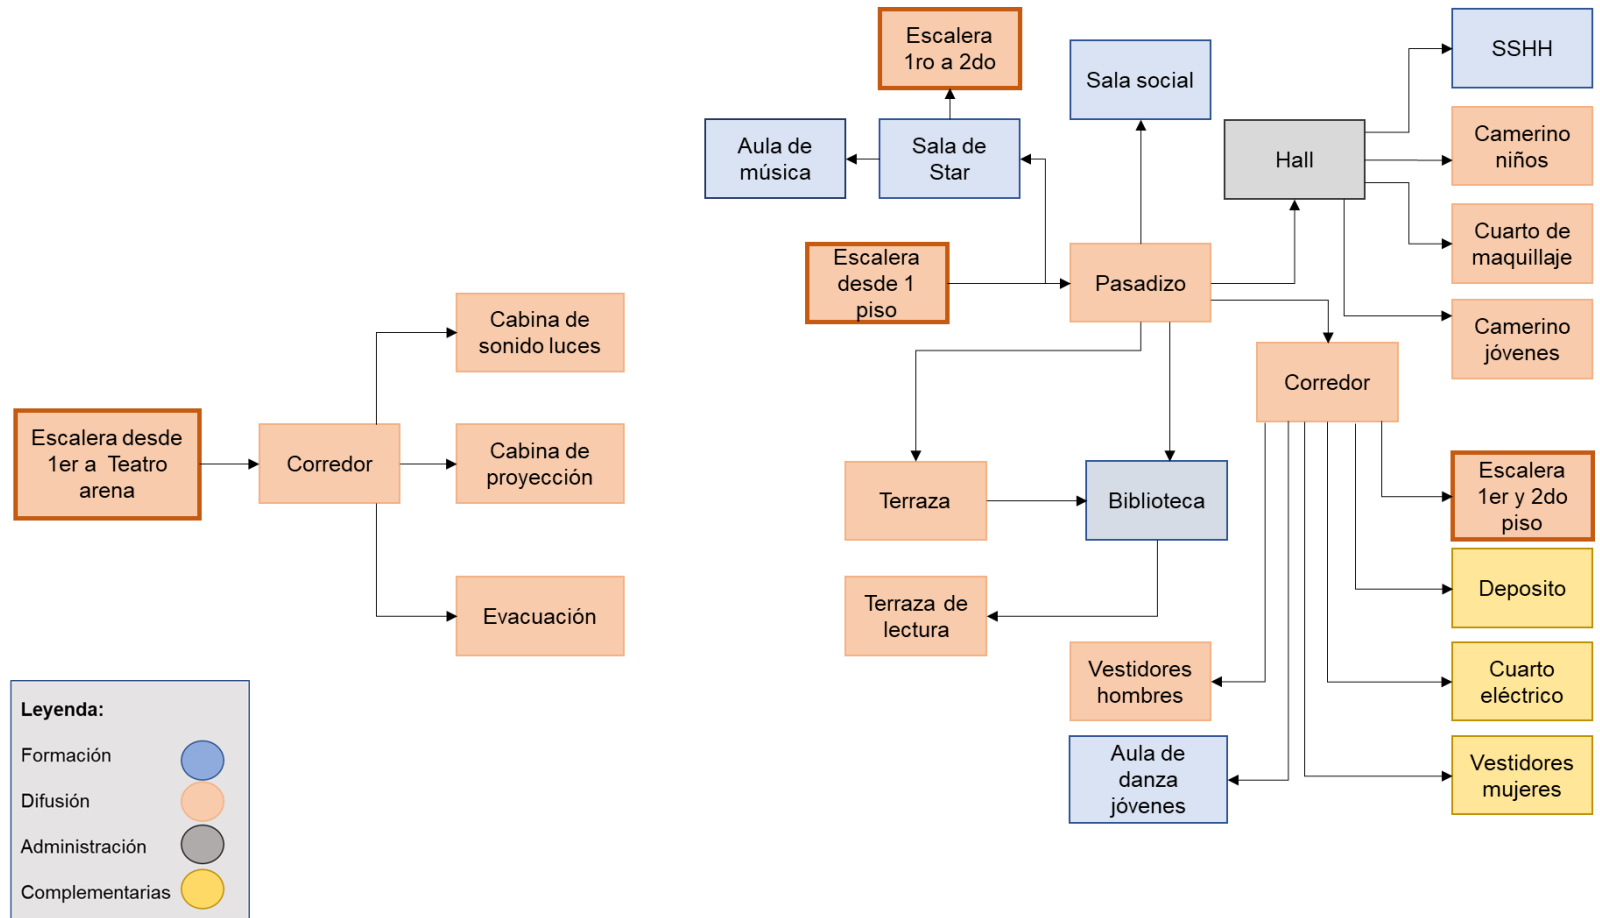 Escalera
1ro a 2do
Sala social
SSHH
Aula de
música
Sala de
Star
Hall
Camerino
niños
Cuarto de
maquillaje
Escalera
desde 1
piso
Pasadizo
Camerino
jóvenes
Corredor
Cabina de
sonido luces
Escalera desde
1er a Teatro
arena
Corredor
Cabina de
proyección
Evacuación
Terraza
Biblioteca
Escalera
1er y 2do
piso
Deposito
Terraza de
lectura
Vestidores
hombres
Cuarto
eléctrico
Aula de
danza
jóvenes
Vestidores
mujeres
Leyenda:
Formación
Difusión
Administración
Complementarias